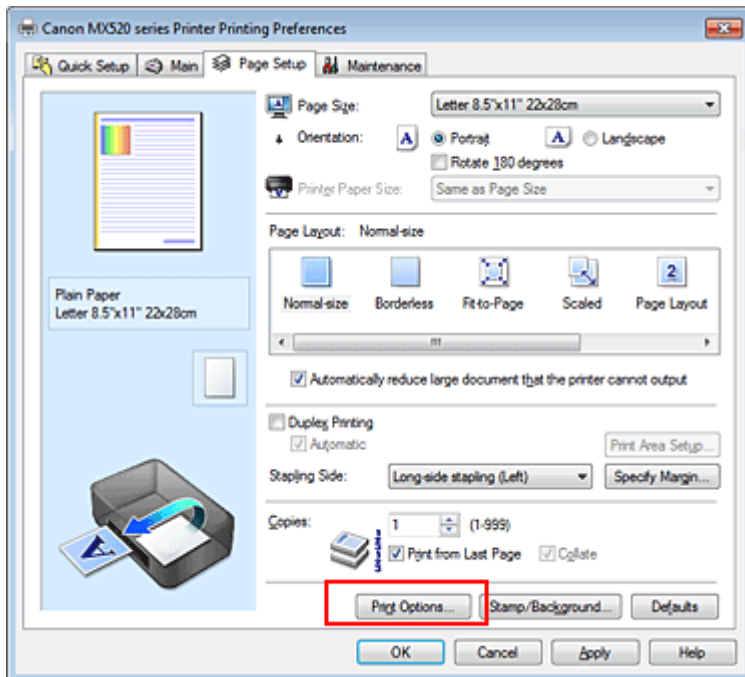 Canon MX520 series Printer Printing Preferences
Quick Setup Main Page Setup Maintenance
Page Size: Letter 8.5"x11" 22x28cm
Orientation: A Portrait A Landscape
Rotate 180 degrees
Printer Paper Size: Same as Page Size
Page Layout: Normal-size
2
Normal-size Borderless Fit-to-Page Scaled Page Layout
Plain Paper
Letter 8.5"x11" 22x28cm
Automatically reduce large document that the printer cannot output
Duplex Printing
Automatic Print Area Setup...
Stapling Side: Long-side stapling (Left) Specify Margin...
Copies: 1 (1-999)
Print from Last Page Collate
A
Print Options... Stamp/Background... Defaults
OK Cancel Apply Help